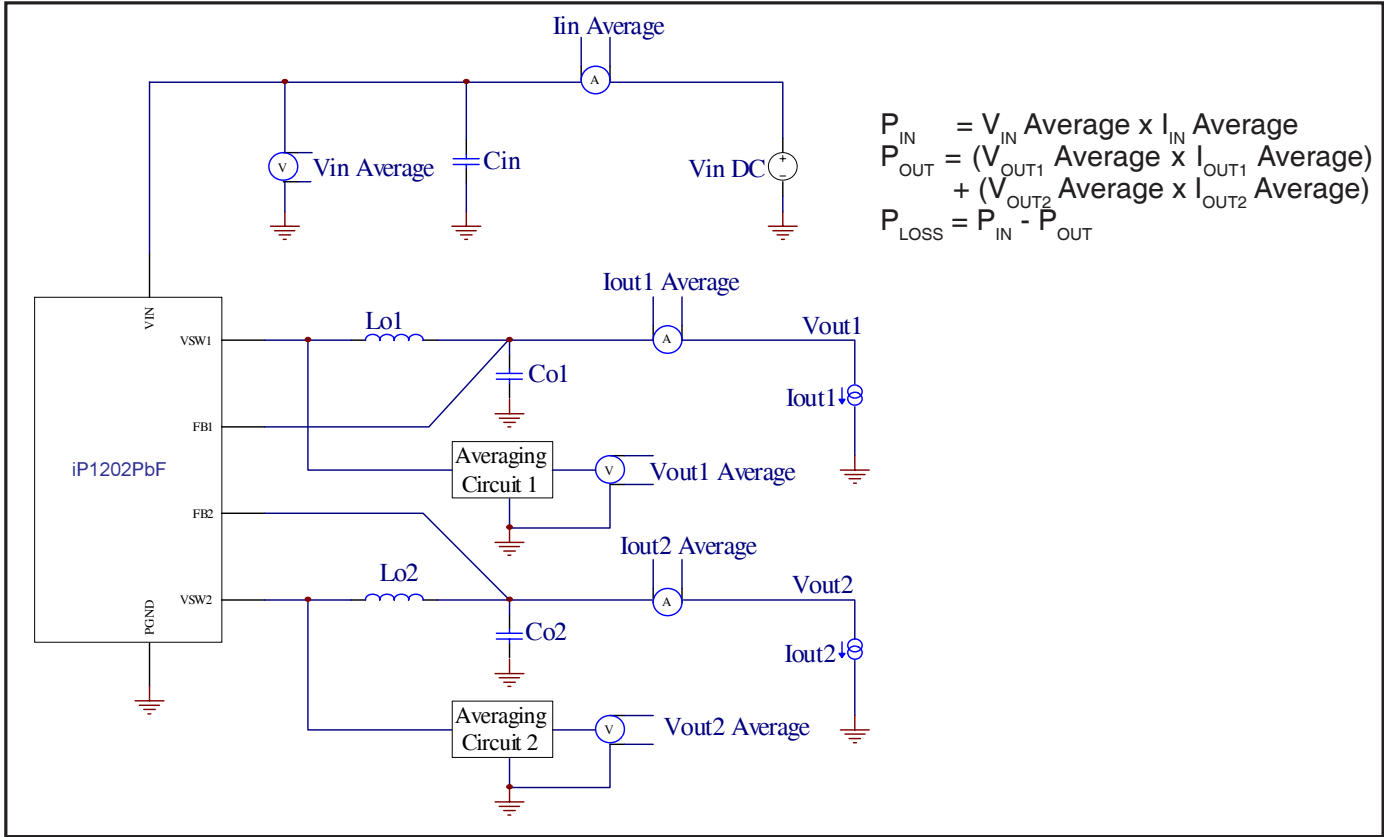 Iin Average
A
V
Vin Average
Cin
Vin DC
+
−
P_IN = V_IN Average x I_IN Average
P_OUT = (V_OUT1 Average x I_OUT1 Average)
+ (V_OUT2 Average x I_OUT2 Average)
P_LOSS = P_IN - P_OUT
VIN
VSW1
FB1
iP1202PbF
FB2
VSW2
PGND
Lo1
Co1
Iout1 Average
A
Vout1
Iout1
Averaging
Circuit 1
V
Vout1 Average
Lo2
Co2
Iout2 Average
A
Vout2
Iout2
Averaging
Circuit 2
V
Vout2 Average